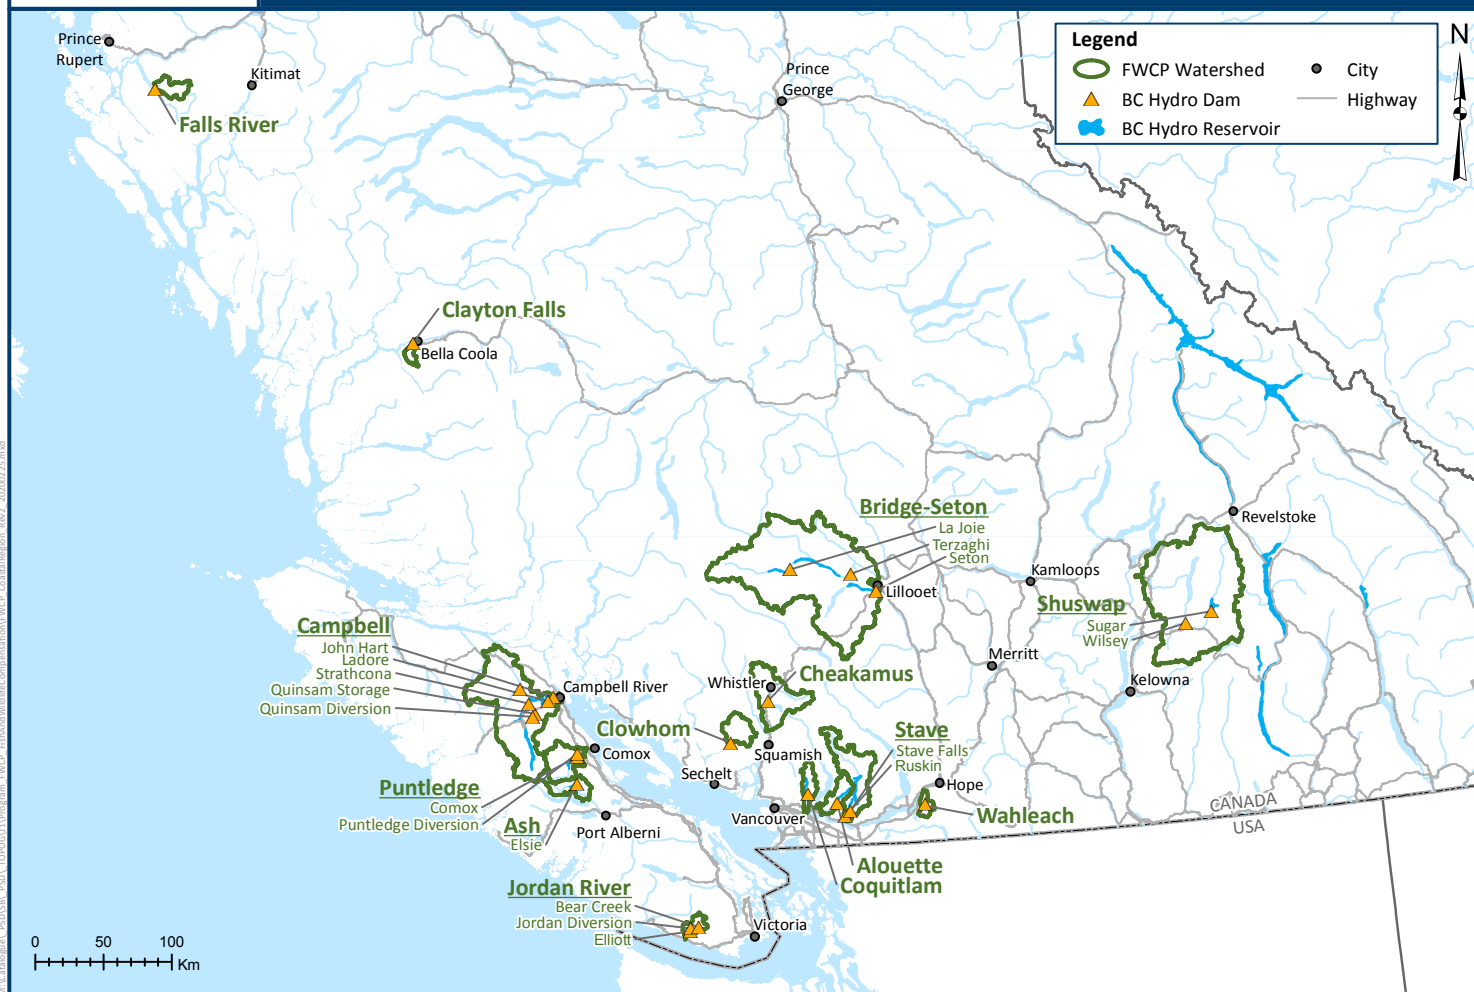 Legend
FWCP Watershed
BC Hydro Dam
BC Hydro Reservoir
City
Highway
N
Prince
Rupert
Kitimat
Falls River
Prince
George
Clayton Falls
Bella Coola
Bridge-Seton
La Joie
Terzaghi
Seton
Lillooet
Revelstoke
Kamloops
Shuswap
Sugar
Wilsey
Merritt
Kelowna
Campbell
John Hart
Ladore
Strathcona
Quinsam Storage
Quinsam Diversion
Campbell River
Whistler
Cheakamus
Clowhom
Squamish
Stave
Stave Falls
Ruskin
Comox
Sechelt
Hope
Puntledge
Comox
Puntledge Diversion
Vancouver
Wahleach
CANADA
USA
Ash
Elsie
Port Alberni
Alouette
Coquitlam
Jordan River
Bear Creek
Jordan Diversion
Elliott
Victoria
0 50 100
Km